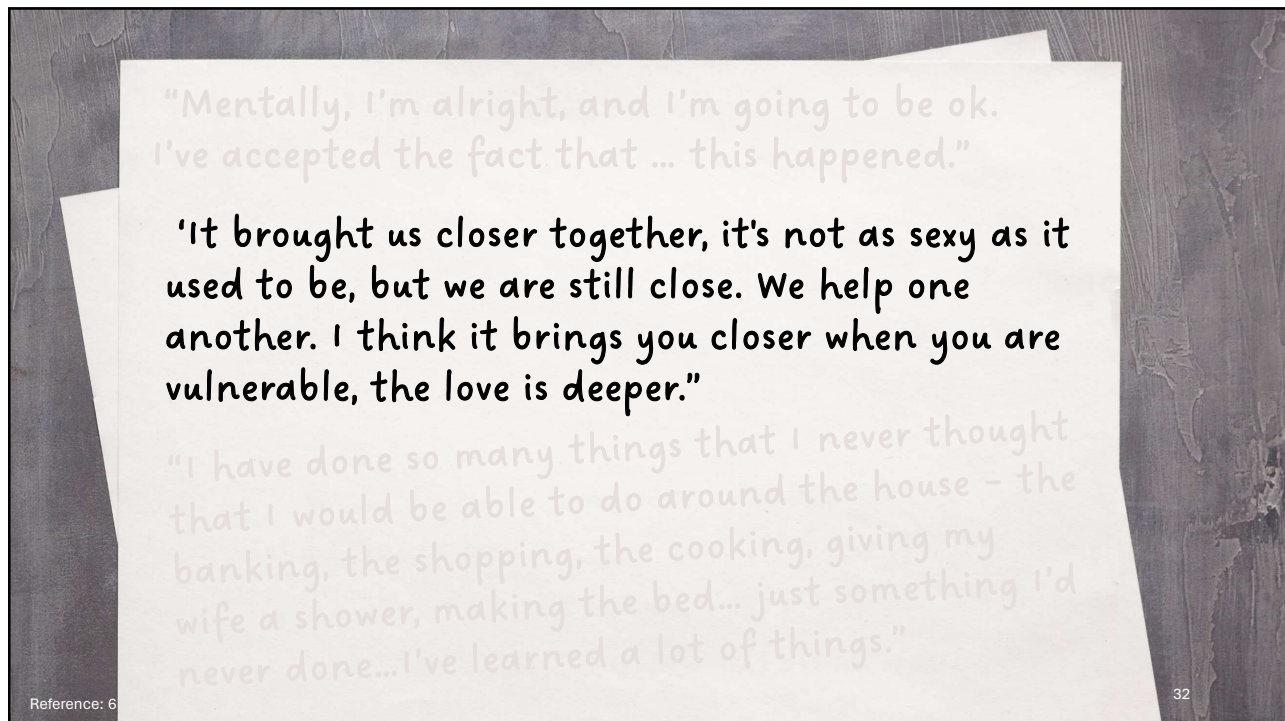 “Mentally, I’m alright, and I’m going to be ok.
I’ve accepted the fact that ... this happened.”
‘It brought us closer together, it's not as sexy as it
used to be, but we are still close. We help one
another. I think it brings you closer when you are
vulnerable, the love is deeper.”
“I have done so many things that I never thought
that I would be able to do around the house – the
banking, the shopping, the cooking, giving my
wife a shower, making the bed... just something I’d
never done...I’ve learned a lot of things.”
Reference: 6
32